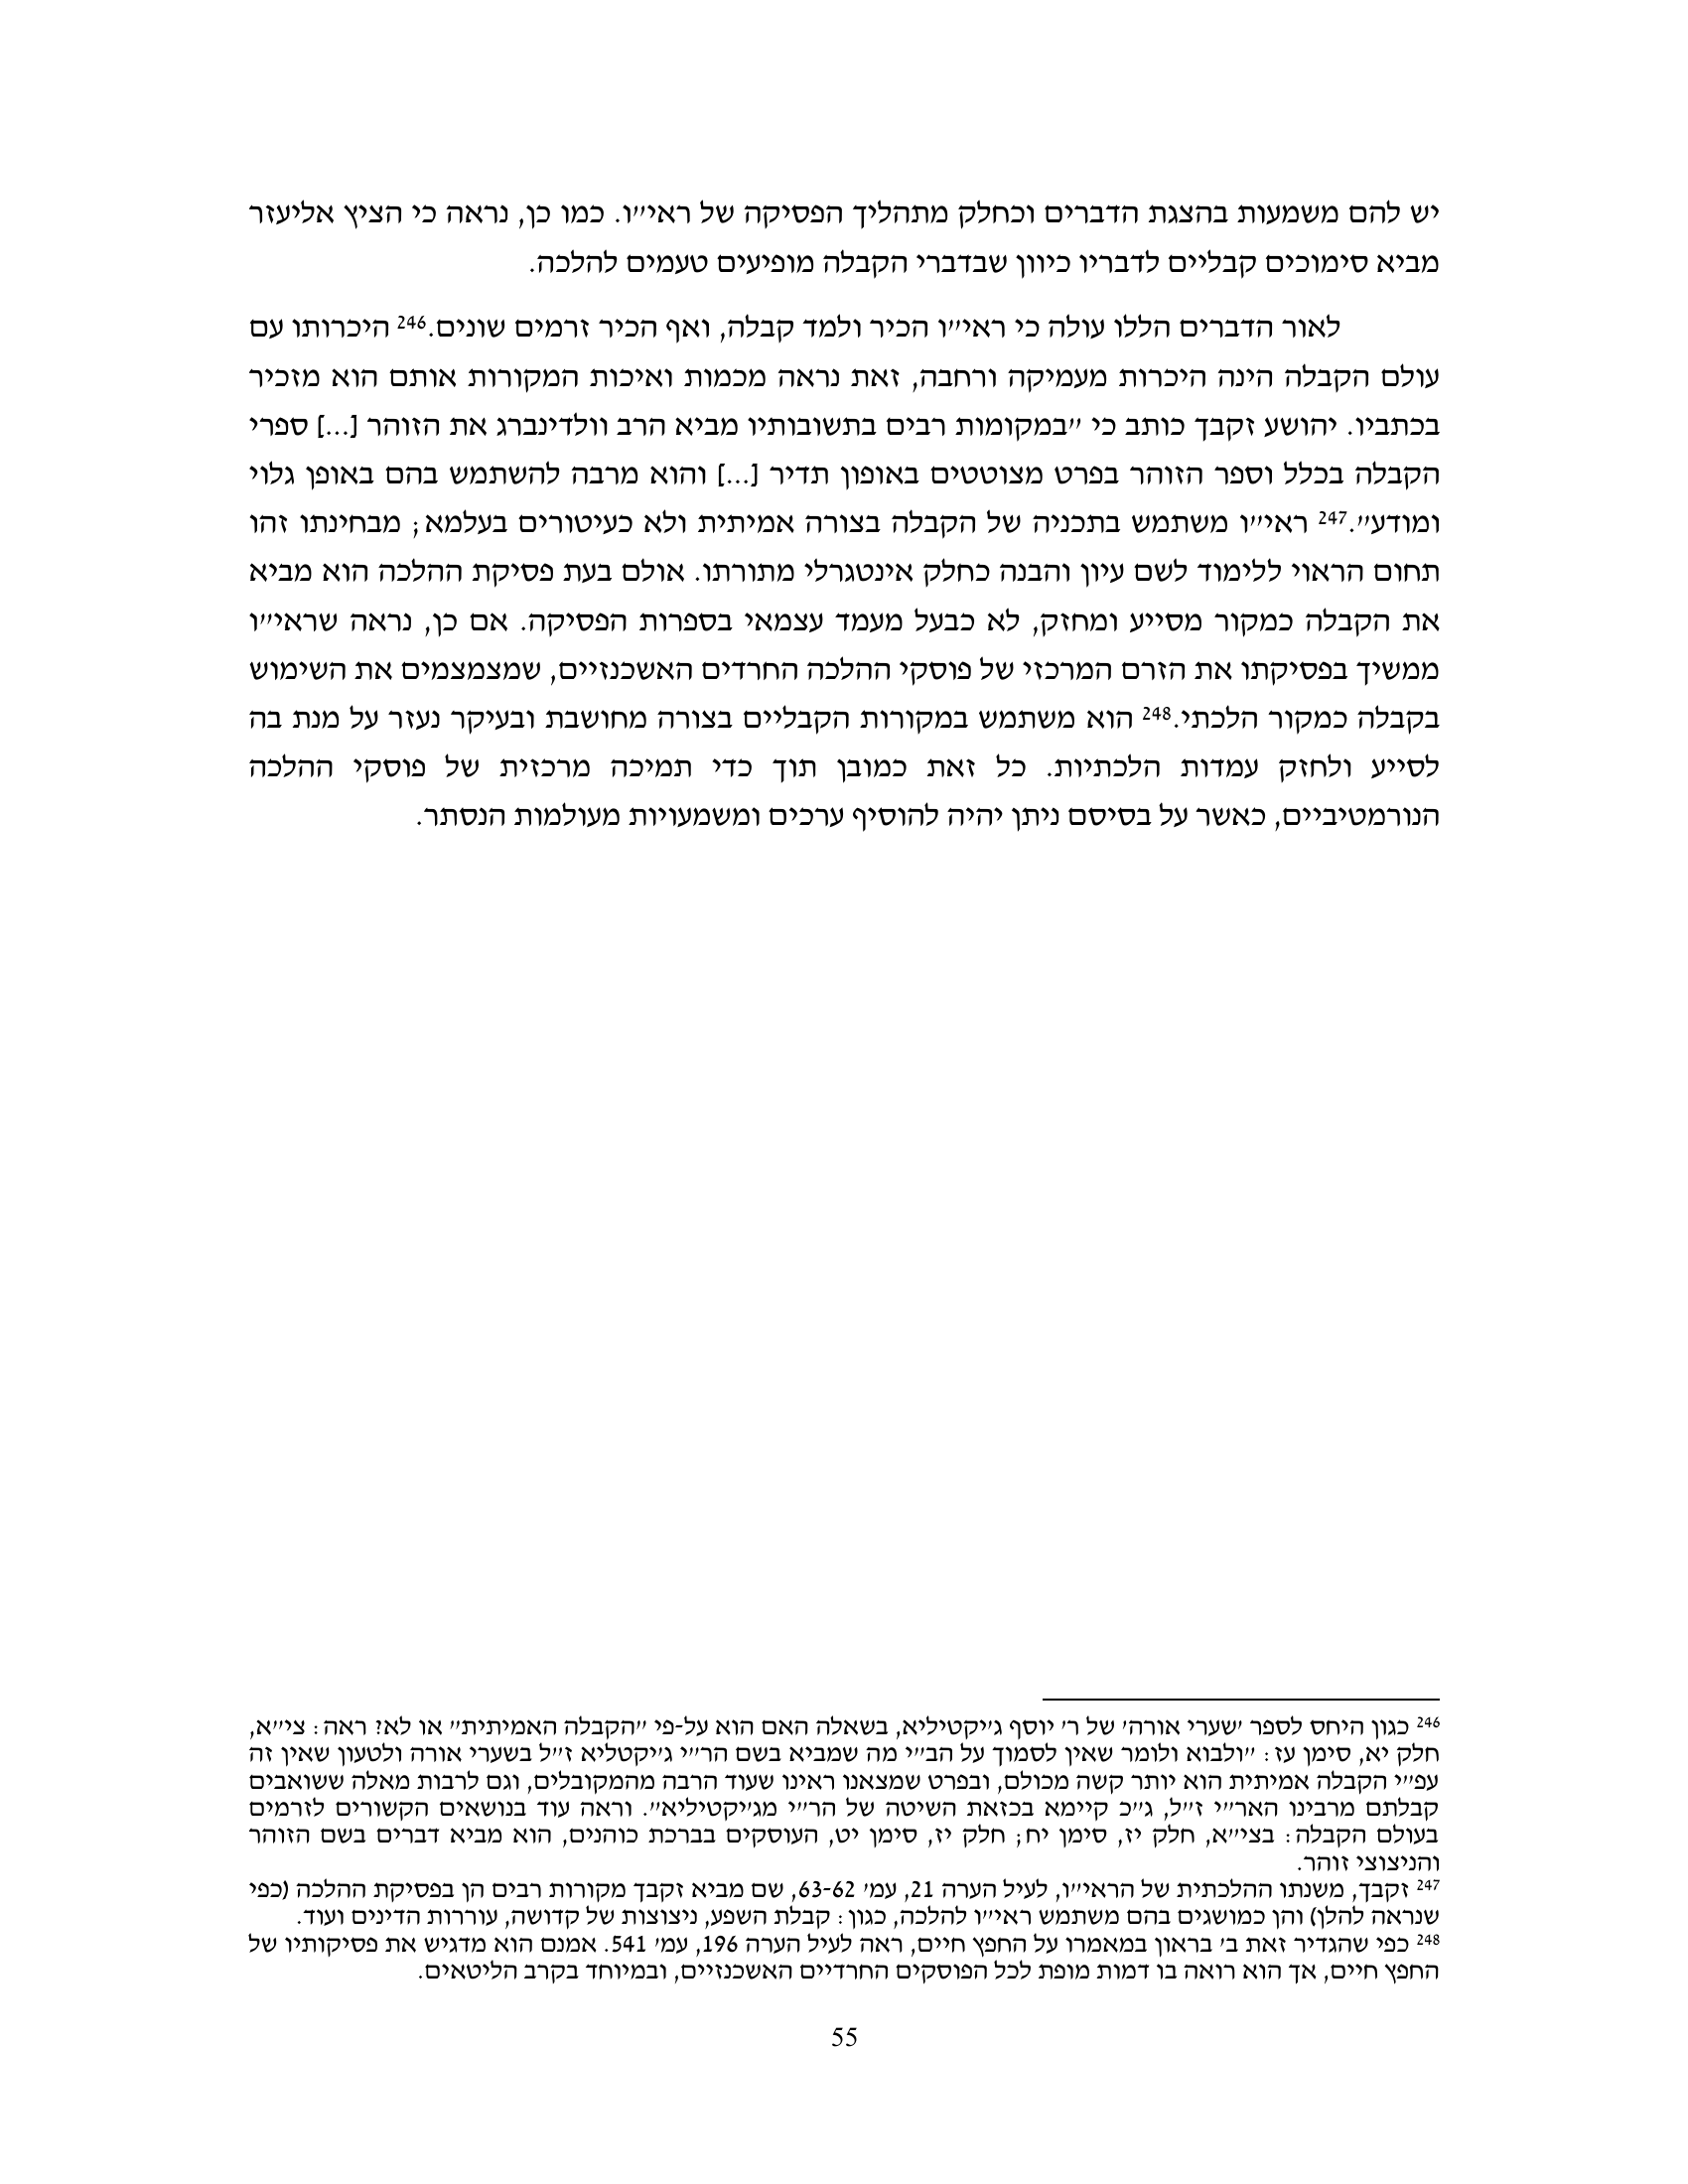 יש להם משמעות בהצגת הדברים וכחלק מתהליך הפסיקה של ראי״ו. כמו כן, נראה כי הציץ אליעזר
מביא סימוכים קבליים לדבריו כיוון שבדברי הקבלה מופיעים טעמים להלכה.
לאור הדברים הללו עולה כי ראי״ו הכיר ולמד קבלה, ואף הכיר זרמים שונים.246 היכרותו עם
עולם הקבלה הינה היכרות מעמיקה ורחבה, זאת נראה מכמות ואיכות המקורות אותם הוא מזכיר
בכתביו. יהושע זקבך כותב כי ״במקומות רבים בתשובותיו מביא הרב וולדינברג את הזוהר [...] ספרי
הקבלה בכלל וספר הזוהר בפרט מצוטטים באופון תדיר [...] והוא מרבה להשתמש בהם באופן גלוי
ומודע״.247 ראי״ו משתמש בתכניה של הקבלה בצורה אמיתית ולא כעיטורים בעלמא; מבחינתו זהו
תחום הראוי ללימוד לשם עיון והבנה כחלק אינטגרלי מתורתו. אולם בעת פסיקת ההלכה הוא מביא
את הקבלה כמקור מסייע ומחזק, לא כבעל מעמד עצמאי בספרות הפסיקה. אם כן, נראה שראי״ו
ממשיך בפסיקתו את הזרם המרכזי של פוסקי ההלכה החרדים האשכנזיים, שמצמצמים את השימוש
בקבלה כמקור הלכתי.248 הוא משתמש במקורות הקבליים בצורה מחושבת ובעיקר נעזר על מנת בה
לסייע ולחזק עמדות הלכתיות. כל זאת כמובן תוך כדי תמיכה מרכזית של פוסקי ההלכה
הנורמטיביים, כאשר על בסיסם ניתן יהיה להוסיף ערכים ומשמעויות מעולמות הנסתר.
246 כגון היחס לספר ׳שערי אורה׳ של ר׳ יוסף ג׳יקטיליא, בשאלה האם הוא על-פי ״הקבלה האמיתית״ או לא? ראה: צי״א,
חלק יא, סימן עז: ״ולבוא ולומר שאין לסמוך על הב״י מה שמביא בשם הר״י ג׳יקטליא ז״ל בשערי אורה ולטעון שאין זה
עפ״י הקבלה אמיתית הוא יותר קשה מכולם, ובפרט שמצאנו ראינו שעוד הרבה מהמקובלים, וגם לרבות מאלה ששואבים
קבלתם מרבינו האר״י ז״ל, ג״כ קיימא בכזאת השיטה של הר״י מג׳יקטיליא״. וראה עוד בנושאים הקשורים לזרמים
בעולם הקבלה: בצי״א, חלק יז, סימן יח; חלק יז, סימן יט, העוסקים בברכת כוהנים, הוא מביא דברים בשם הזוהר
והניצוצי זוהר.
247 זקבך, משנתו ההלכתית של הראי״ו, לעיל הערה 21, עמ׳ 63-62, שם מביא זקבך מקורות רבים הן בפסיקת ההלכה (כפי
שנראה להלן) והן כמושגים בהם משתמש ראי״ו להלכה, כגון: קבלת השפע, ניצוצות של קדושה, עוררות הדינים ועוד.
248 כפי שהגדיר זאת ב׳ בראון במאמרו על החפץ חיים, ראה לעיל הערה 196, עמ׳ 541. אמנם הוא מדגיש את פסיקותיו של
החפץ חיים, אך הוא רואה בו דמות מופת לכל הפוסקים החרדיים האשכנזיים, ובמיוחד בקרב הליטאים.
55